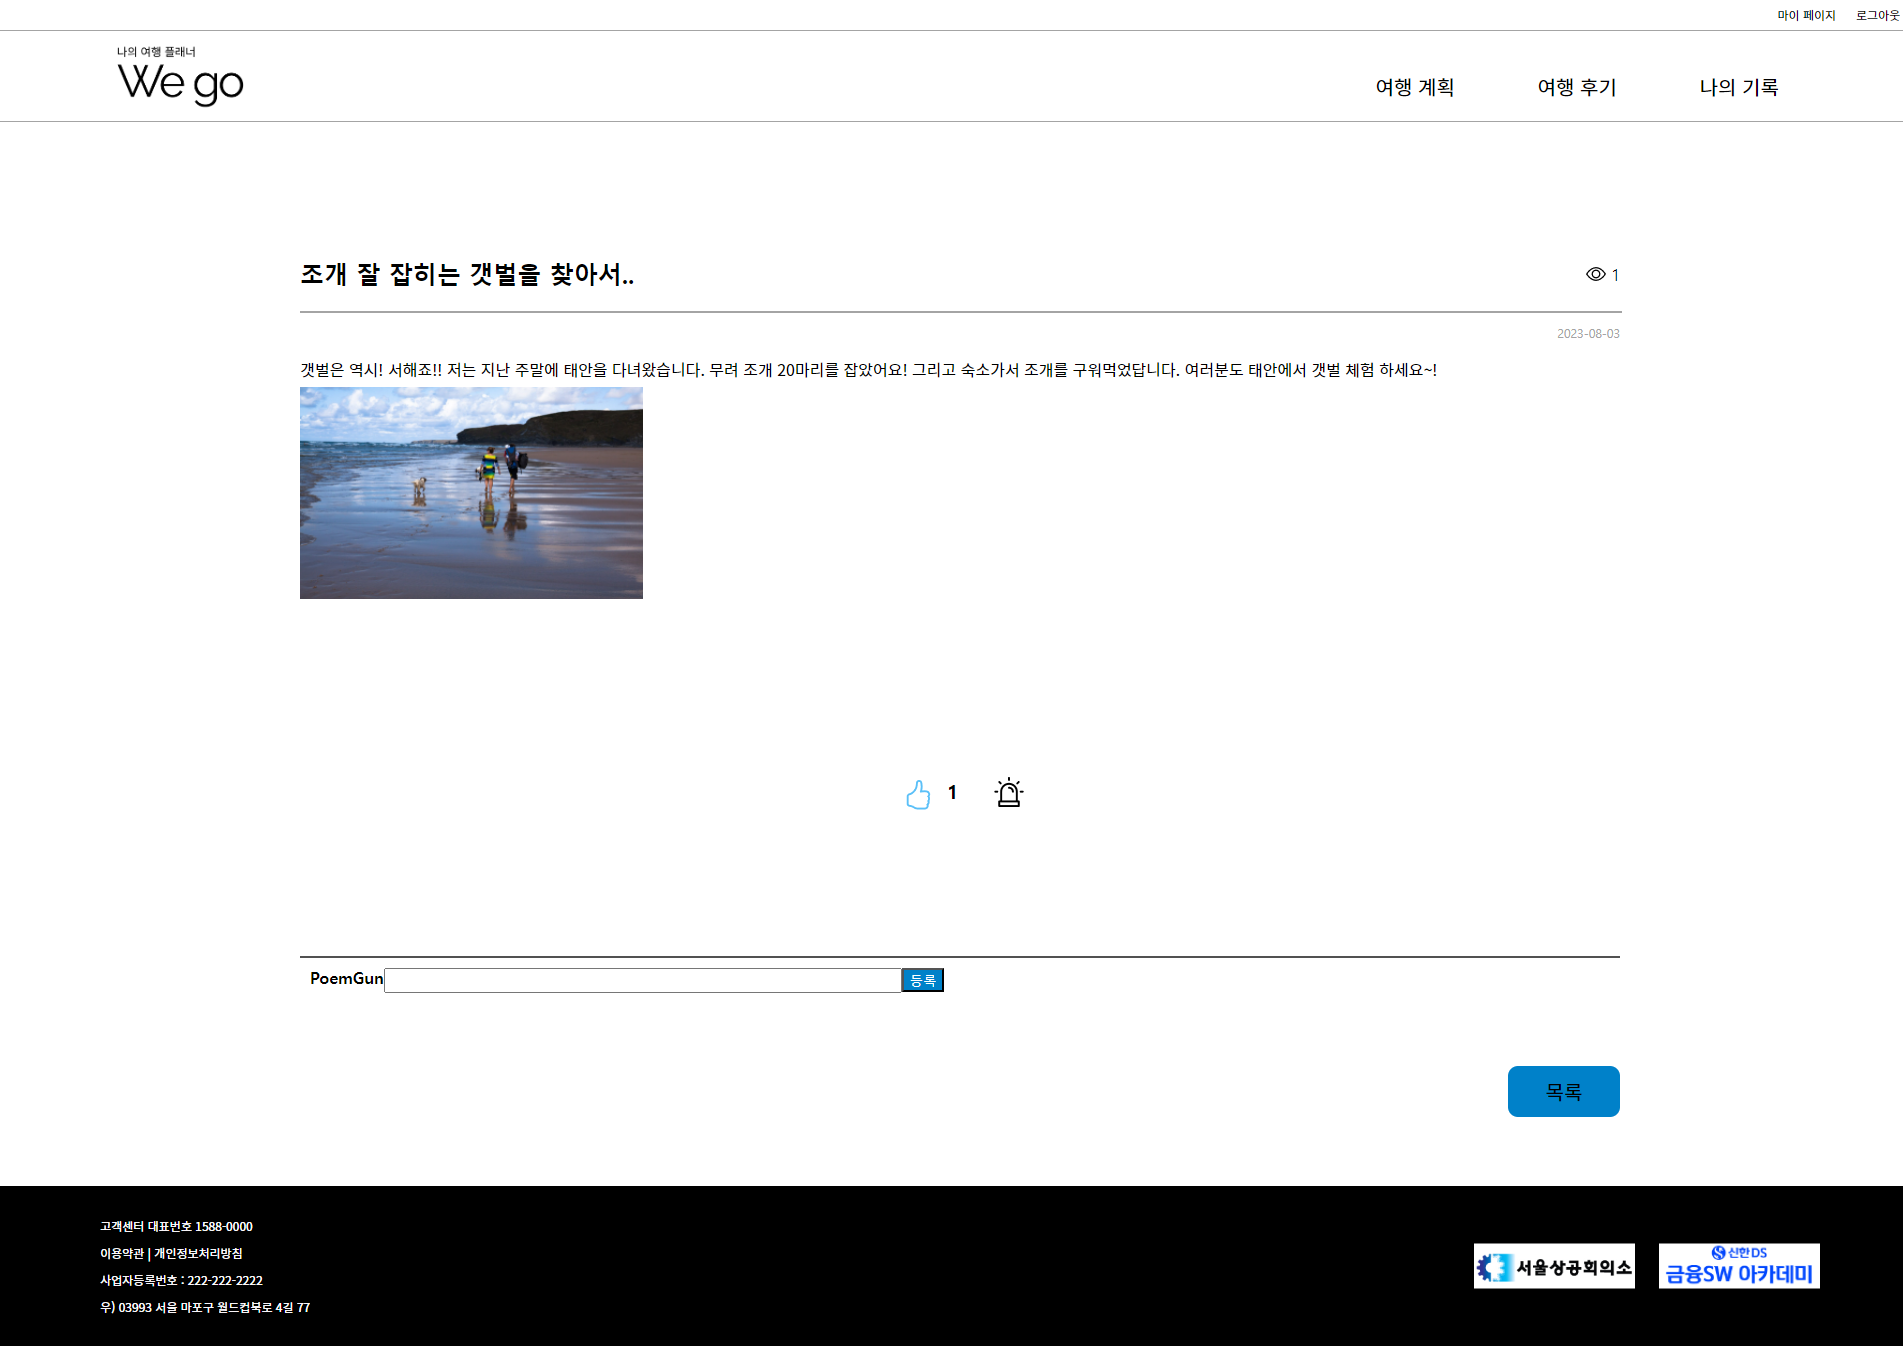 마이 페이지 로그아웃
나의 여행 플래너
We go
여행 계획 여행 후기 나의 기록
조개 잘 잡히는 갯벌을 찾아서..
1
2023-08-03
갯벌은 역시! 서해죠!! 저는 지난 주말에 태안을 다녀왔습니다. 무려 조개 20마리를 잡았어요! 그리고 숙소가서 조개를 구워먹었답니다. 여러분도 태안에서 갯벌 체험 하세요~!
1
PoemGun 등록
목록
고객센터 대표번호 1588-0000
이용약관 | 개인정보처리방침
사업자등록번호 : 222-222-2222
우) 03993 서울 마포구 월드컵북로 4길 77
서울상공회의소
신한DS
금융SW 아카데미